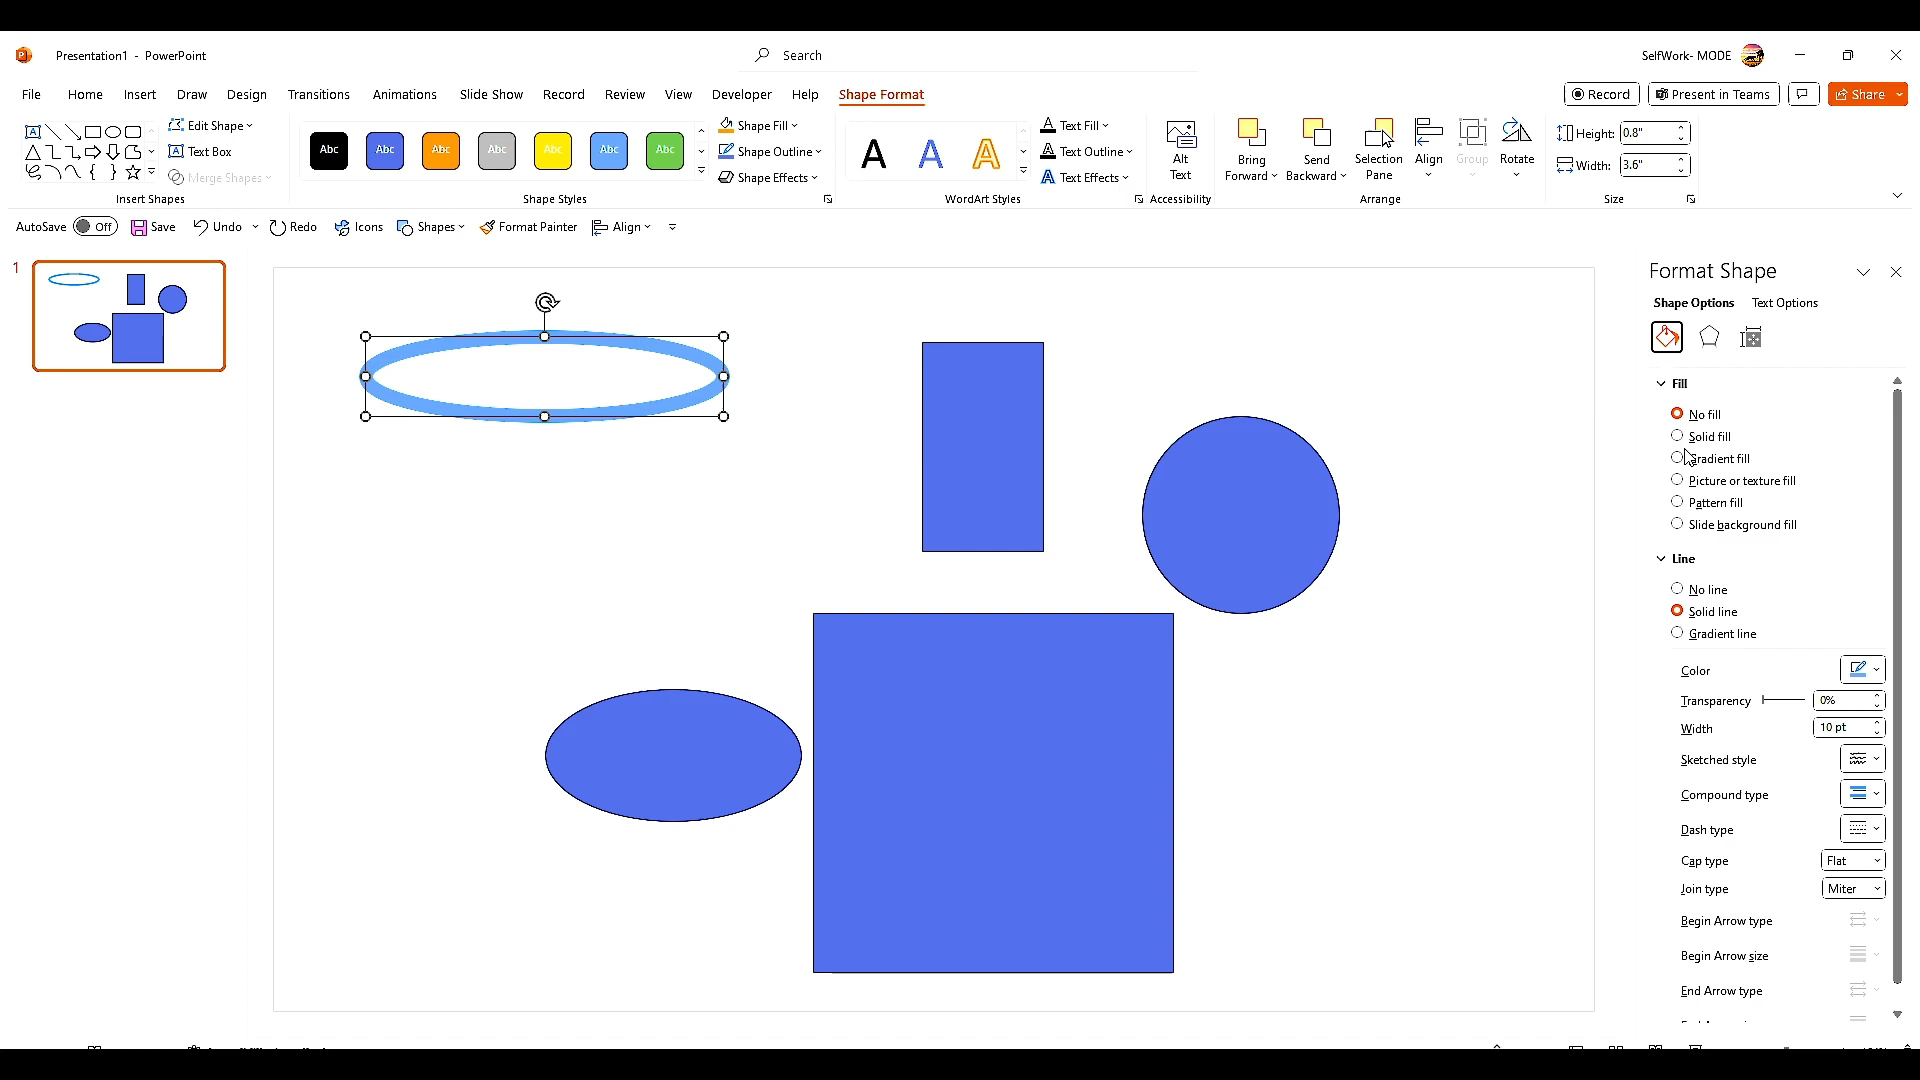 Presentation1 - PowerPoint
Search
SelfWork- MODE
File Home Insert Draw Design Transitions Animations Slide Show Record Review View Developer Help Shape Format
Record Present in Teams Share
Edit Shape
Text Box
Merge Shapes
Insert Shapes
Abc Abc Abc Abc Abc Abc Abc
Shape Fill
Shape Outline
Shape Effects
Shape Styles
A A A
Text Fill
Text Outline
Text Effects
WordArt Styles
Alt
Text
Accessibility
Bring
Forward
Send
Backward
Selection
Pane
Align
Group
Rotate
Arrange
Height: 0.8"
Width: 3.6"
Size
AutoSave Off Save Undo Redo Icons Shapes Format Painter Align
1
Format Shape
Shape Options Text Options
Fill
No fill
Solid fill
Gradient fill
Picture or texture fill
Pattern fill
Slide background fill
Line
No line
Solid line
Gradient line
Color
Transparency 0%
Width 10 pt
Sketched style
Compound type
Dash type
Cap type Flat
Join type Miter
Begin Arrow type
Begin Arrow size
End Arrow type